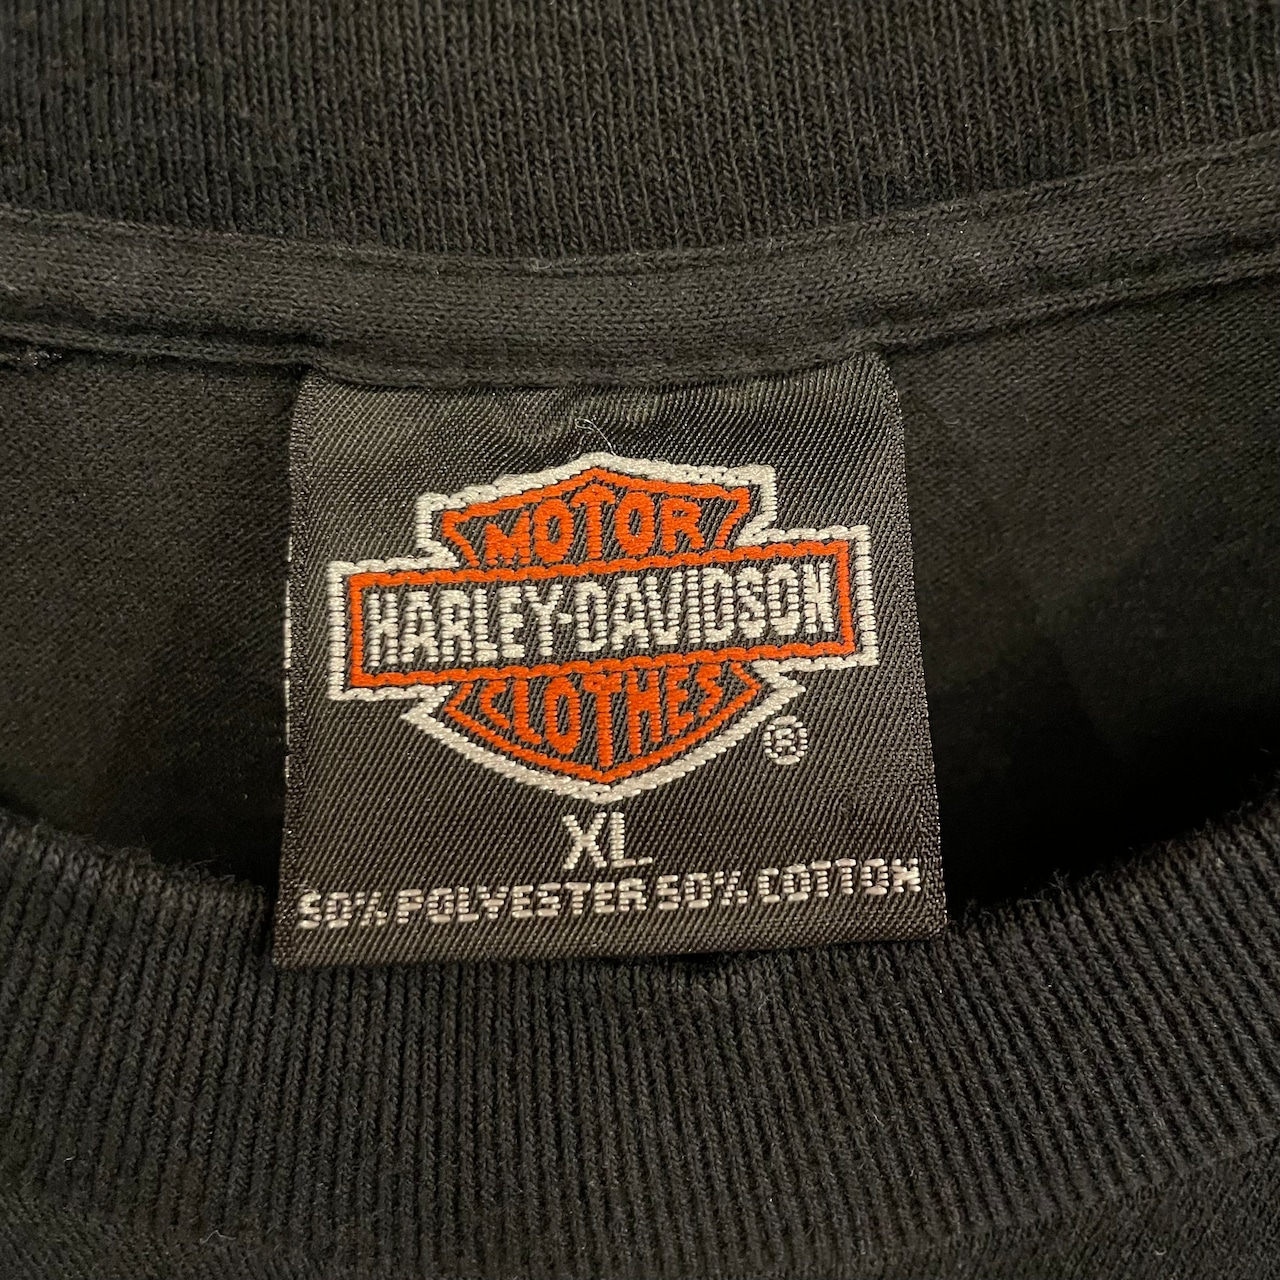 MOTOR
HARLEY-DAVIDSON
CLOTHES
®
XL
50% POLYESTER 50% COTTON